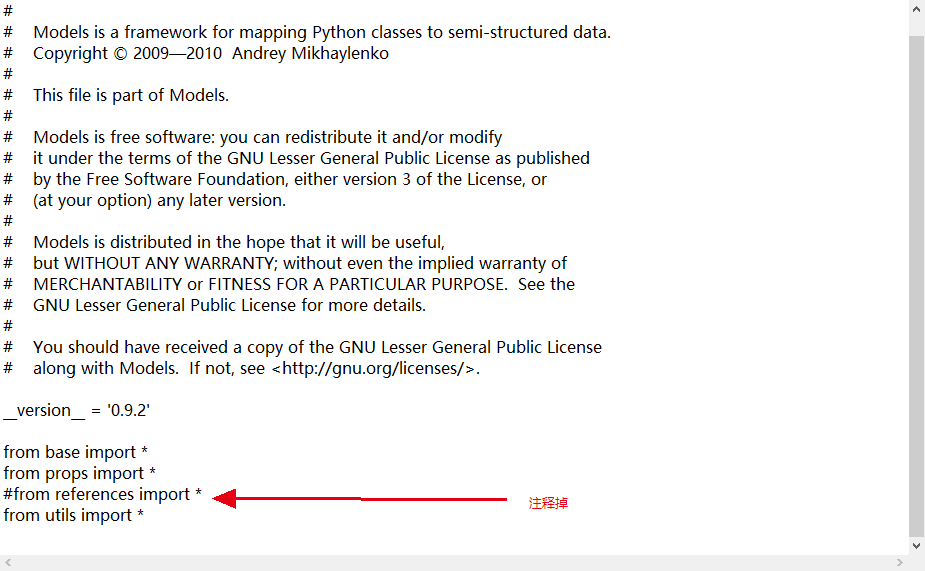 #
#    Models is a framework for mapping Python classes to semi-structured data.
#    Copyright © 2009—2010  Andrey Mikhaylenko
#
#    This file is part of Models.
#
#    Models is free software: you can redistribute it and/or modify
#    it under the terms of the GNU Lesser General Public License as published
#    by the Free Software Foundation, either version 3 of the License, or
#    (at your option) any later version.
#
#    Models is distributed in the hope that it will be useful,
#    but WITHOUT ANY WARRANTY; without even the implied warranty of
#    MERCHANTABILITY or FITNESS FOR A PARTICULAR PURPOSE.  See the
#    GNU Lesser General Public License for more details.
#
#    You should have received a copy of the GNU Lesser General Public License
#    along with Models.  If not, see <http://gnu.org/licenses/>.
__version__ = '0.9.2'
from base import *
from props import *
#from references import *
注释掉
from utils import *